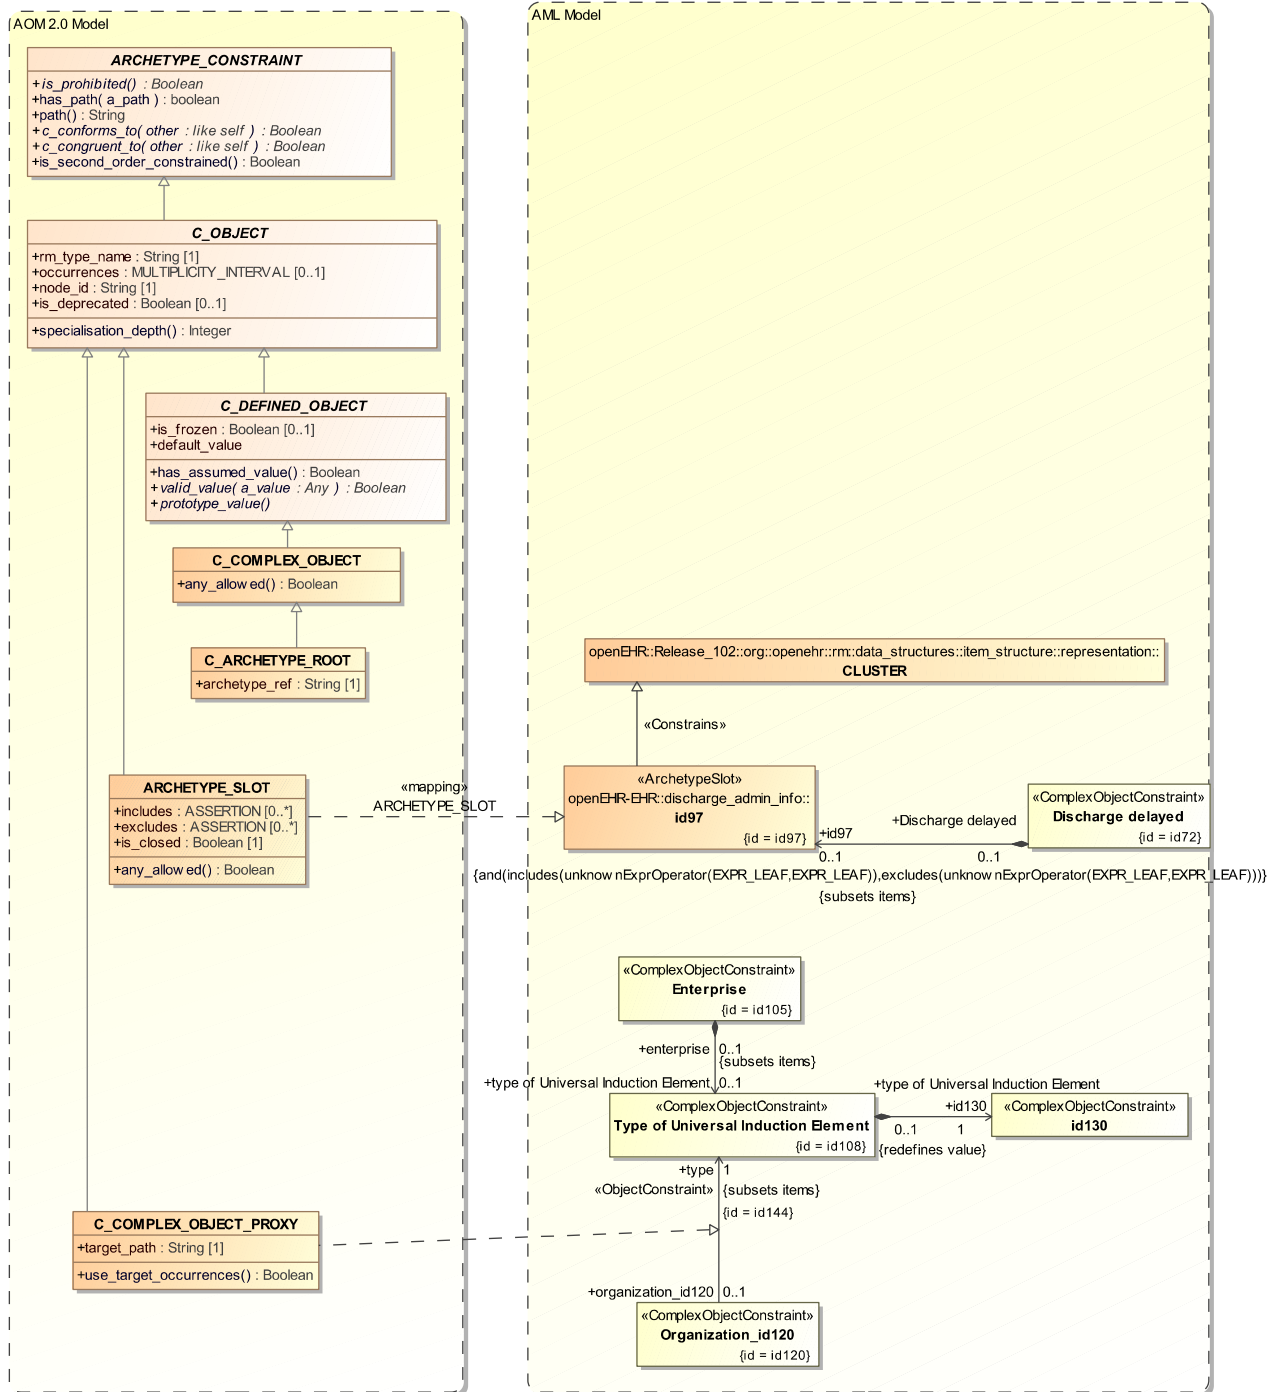 AOM 2.0 Model
ARCHETYPE_CONSTRAINT
+is_prohibited() : Boolean
+has_path( a_path ) : boolean
+path() : String
+c_conforms_to( other : like self ) : Boolean
+c_congruent_to( other : like self ) : Boolean
+is_second_order_constrained() : Boolean
C_OBJECT
+rm_type_name : String [1]
+occurrences : MULTIPLICITY_INTERVAL [0..1]
+node_id : String [1]
+is_deprecated : Boolean [0..1]
+specialisation_depth() : Integer
C_DEFINED_OBJECT
+is_frozen : Boolean [0..1]
+default_value
+has_assumed_value() : Boolean
+valid_value( a_value : Any ) : Boolean
+prototype_value()
C_COMPLEX_OBJECT
+any_allowed() : Boolean
C_ARCHETYPE_ROOT
+archetype_ref : String [1]
ARCHETYPE_SLOT
+includes : ASSERTION [0..*]
+excludes : ASSERTION [0..*]
+is_closed : Boolean [1]
+any_allowed() : Boolean
C_COMPLEX_OBJECT_PROXY
+target_path : String [1]
+use_target_occurrences() : Boolean
«mapping»
ARCHETYPE_SLOT
AML Model
openEHR::Release_102::org::openehr::rm::data_structures::item_structure::representation::
CLUSTER
«Constrains»
«ArchetypeSlot»
openEHR-EHR::discharge_admin_info::
id97
{id = id97}
+id97
0..1
+Discharge delayed
0..1
«ComplexObjectConstraint»
Discharge delayed
{id = id72}
{and(includes(unknownExprOperator(EXPR_LEAF,EXPR_LEAF)),excludes(unknownExprOperator(EXPR_LEAF,EXPR_LEAF)))}
{subsets items}
«ComplexObjectConstraint»
Enterprise
{id = id105}
+enterprise
0..1
{subsets items}
+type of Universal Induction Element
0..1
«ComplexObjectConstraint»
Type of Universal Induction Element
{id = id108}
+type of Universal Induction Element
+id130
0..1
1
{redefines value}
«ComplexObjectConstraint»
id130
+type
1
«ObjectConstraint»
{subsets items}
{id = id144}
+organization_id120
0..1
«ComplexObjectConstraint»
Organization_id120
{id = id120}